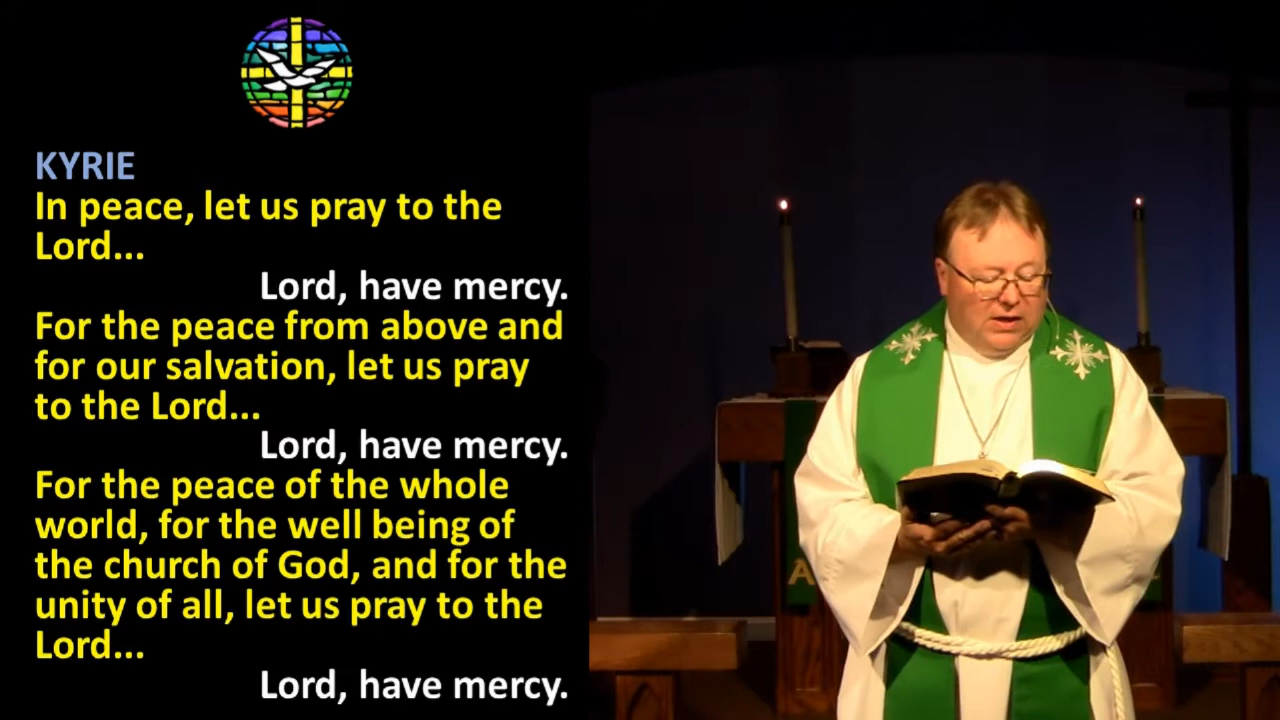 KYRIE
In peace, let us pray to the
Lord...
Lord, have mercy.
For the peace from above and
for our salvation, let us pray
to the Lord...
Lord, have mercy.
For the peace of the whole
world, for the well being of
the church of God, and for the
unity of all, let us pray to the
Lord...
Lord, have mercy.